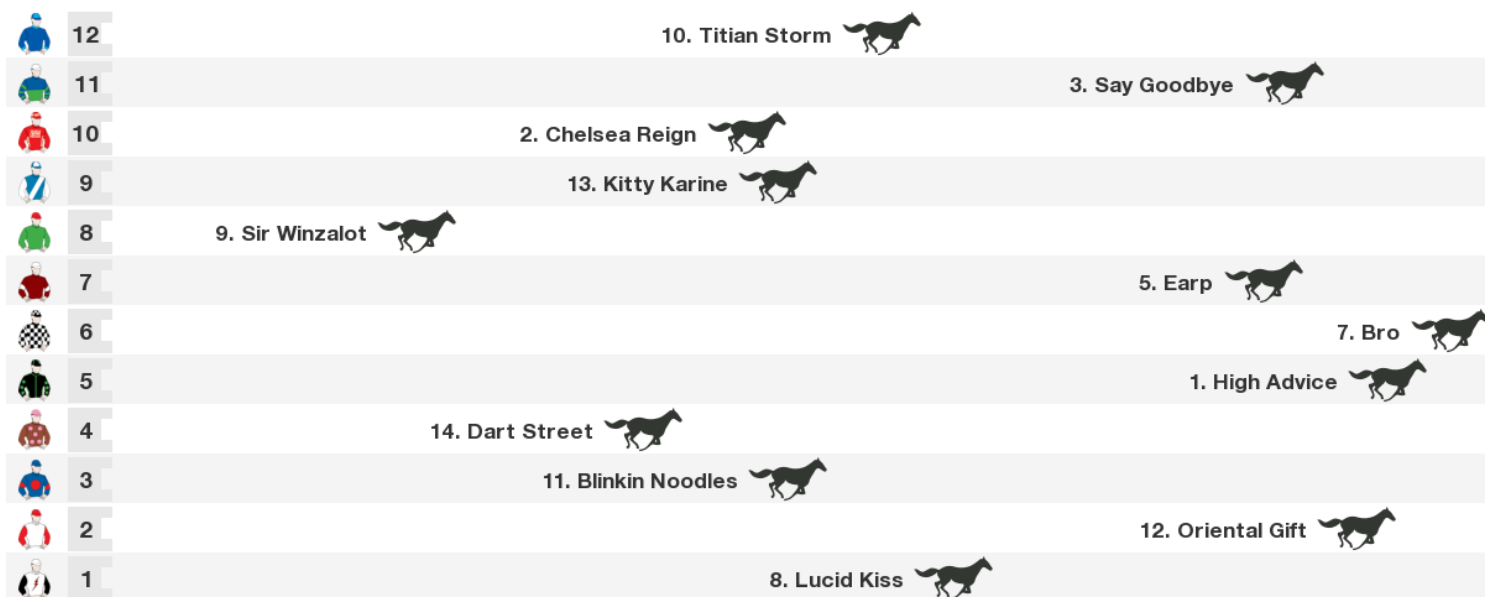 12 10. Titian Storm
11 3. Say Goodbye
10 2. Chelsea Reign
9 13. Kitty Karine
8 9. Sir Winzalot
7 5. Earp
6 7. Bro
5 1. High Advice
4 14. Dart Street
3 11. Blinkin Noodles
2 12. Oriental Gift
1 8. Lucid Kiss